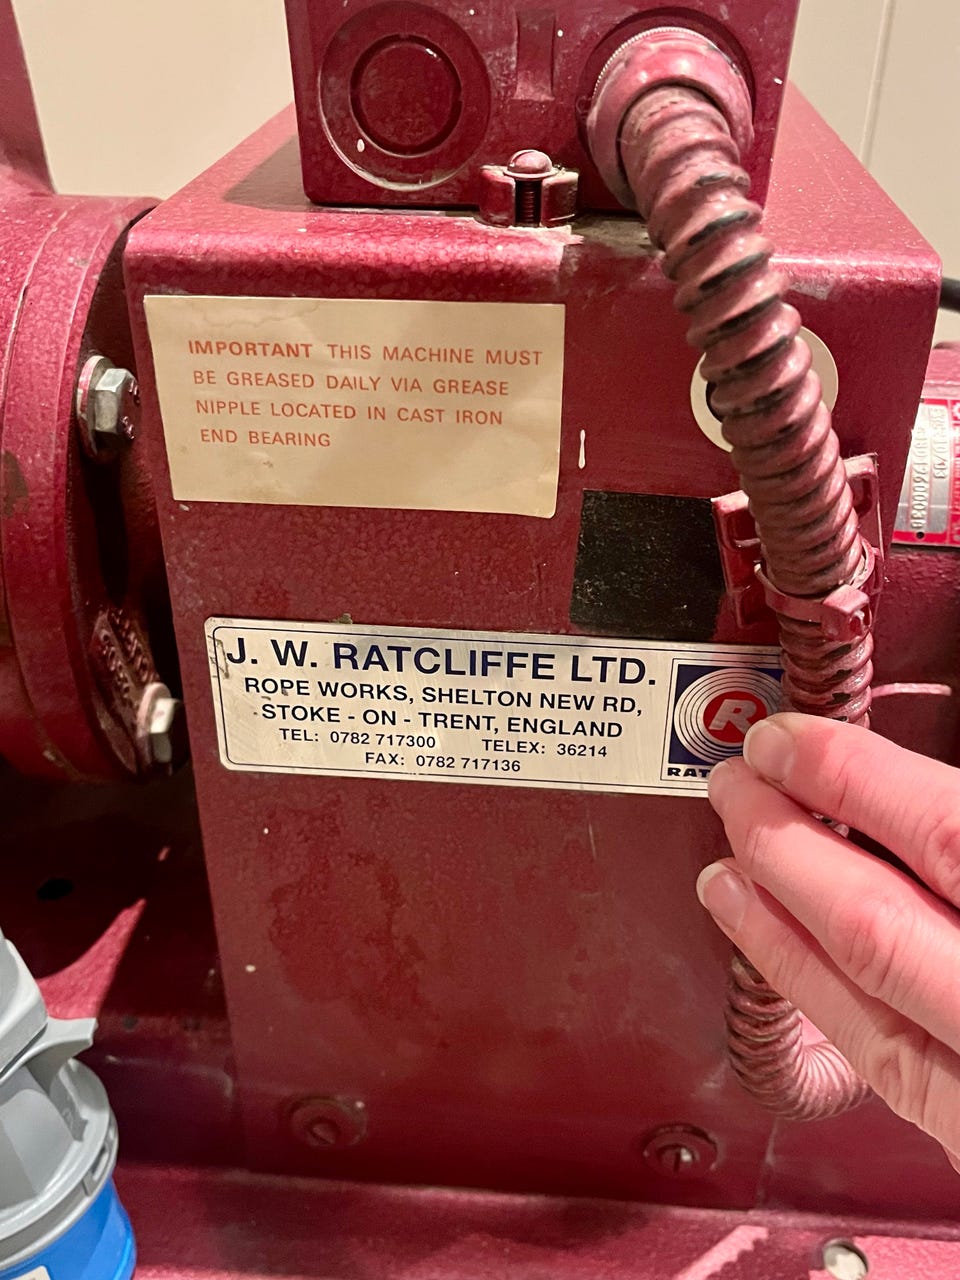 IMPORTANT THIS MACHINE MUST
BE GREASED DAILY VIA GREASE
NIPPLE LOCATED IN CAST IRON
END BEARING
J. W. RATCLIFFE LTD.
ROPE WORKS, SHELTON NEW RD,
STOKE - ON - TRENT, ENGLAND
TEL: 0782 717300 TELEX: 36214
FAX: 0782 717136
R
RAT